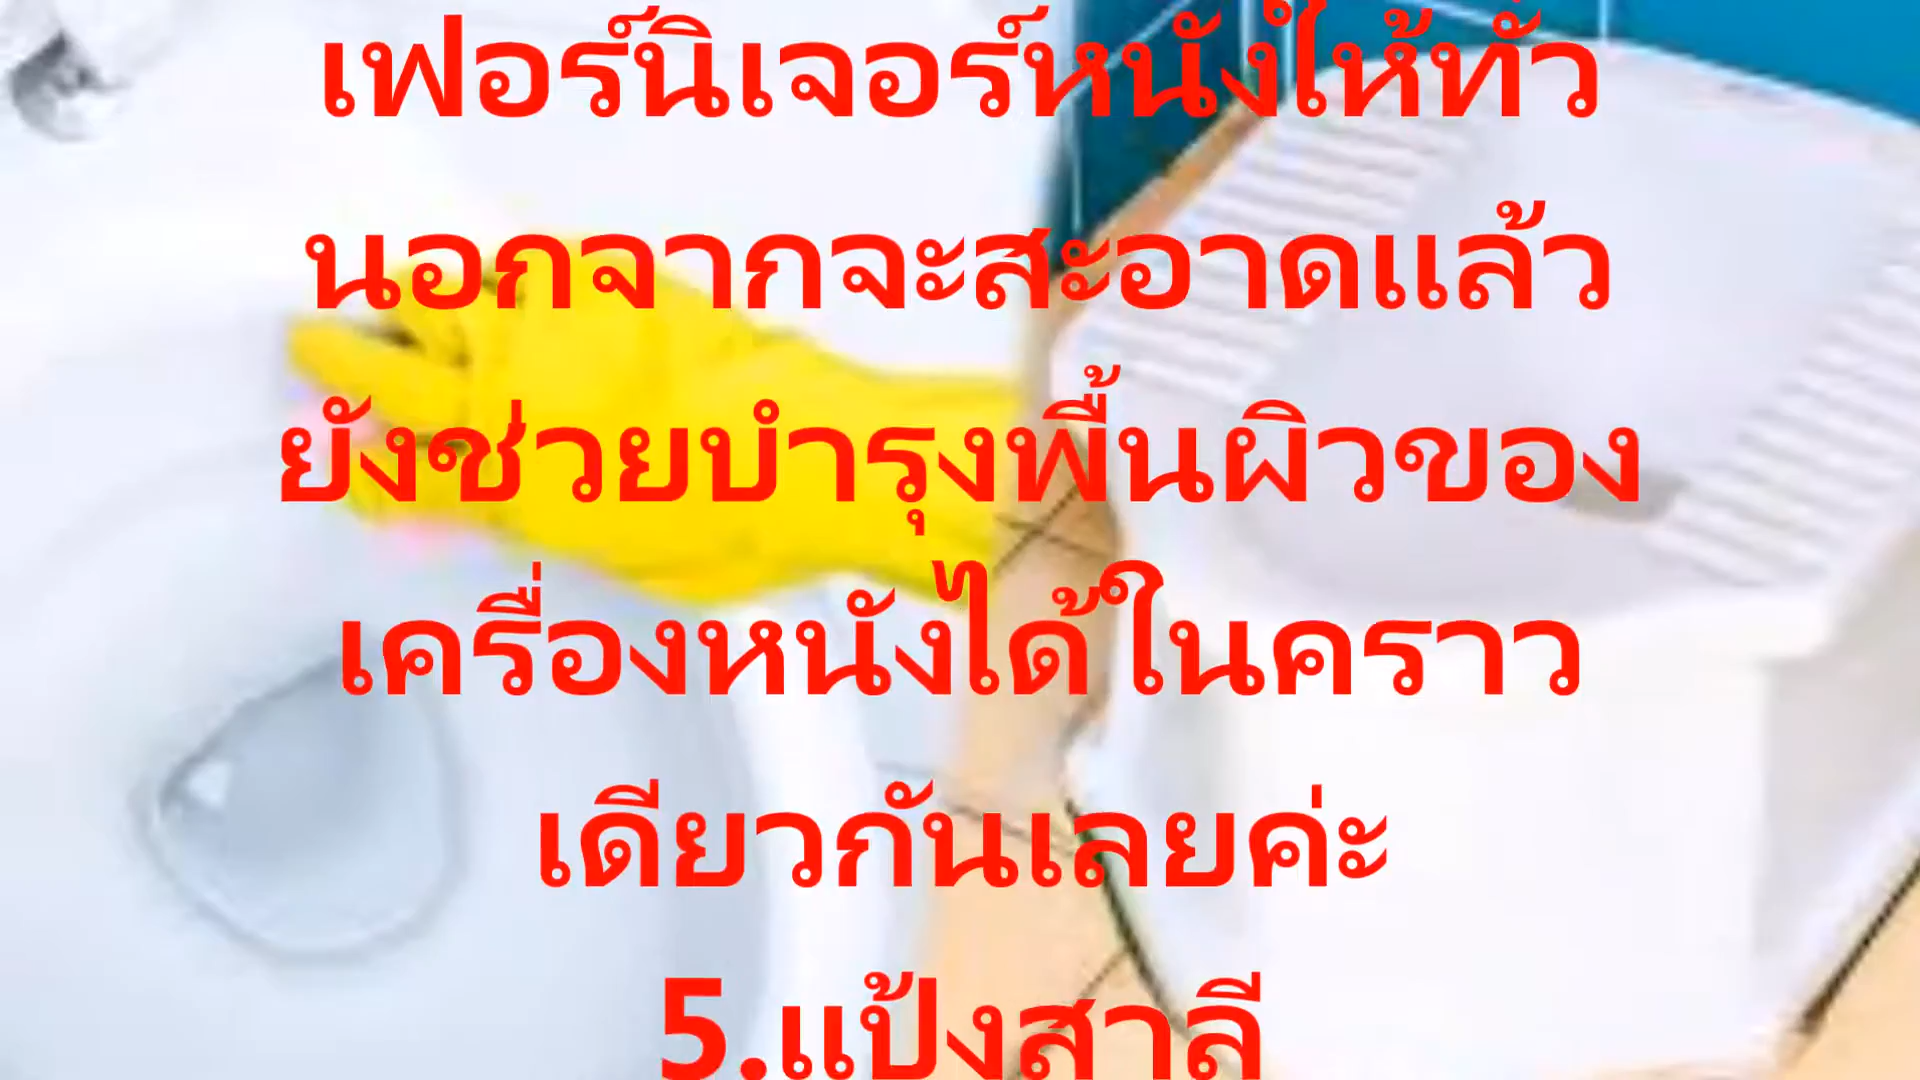 เฟอร์นิเจอร์หนังให้ทั่ว
นอกจากจะสะอาดแล้ว
ยังช่วยบำรุงพื้นผิวของ
เครื่องหนังได้ในคราว
เดียวกันเลยค่ะ
5.แป้งสาลี